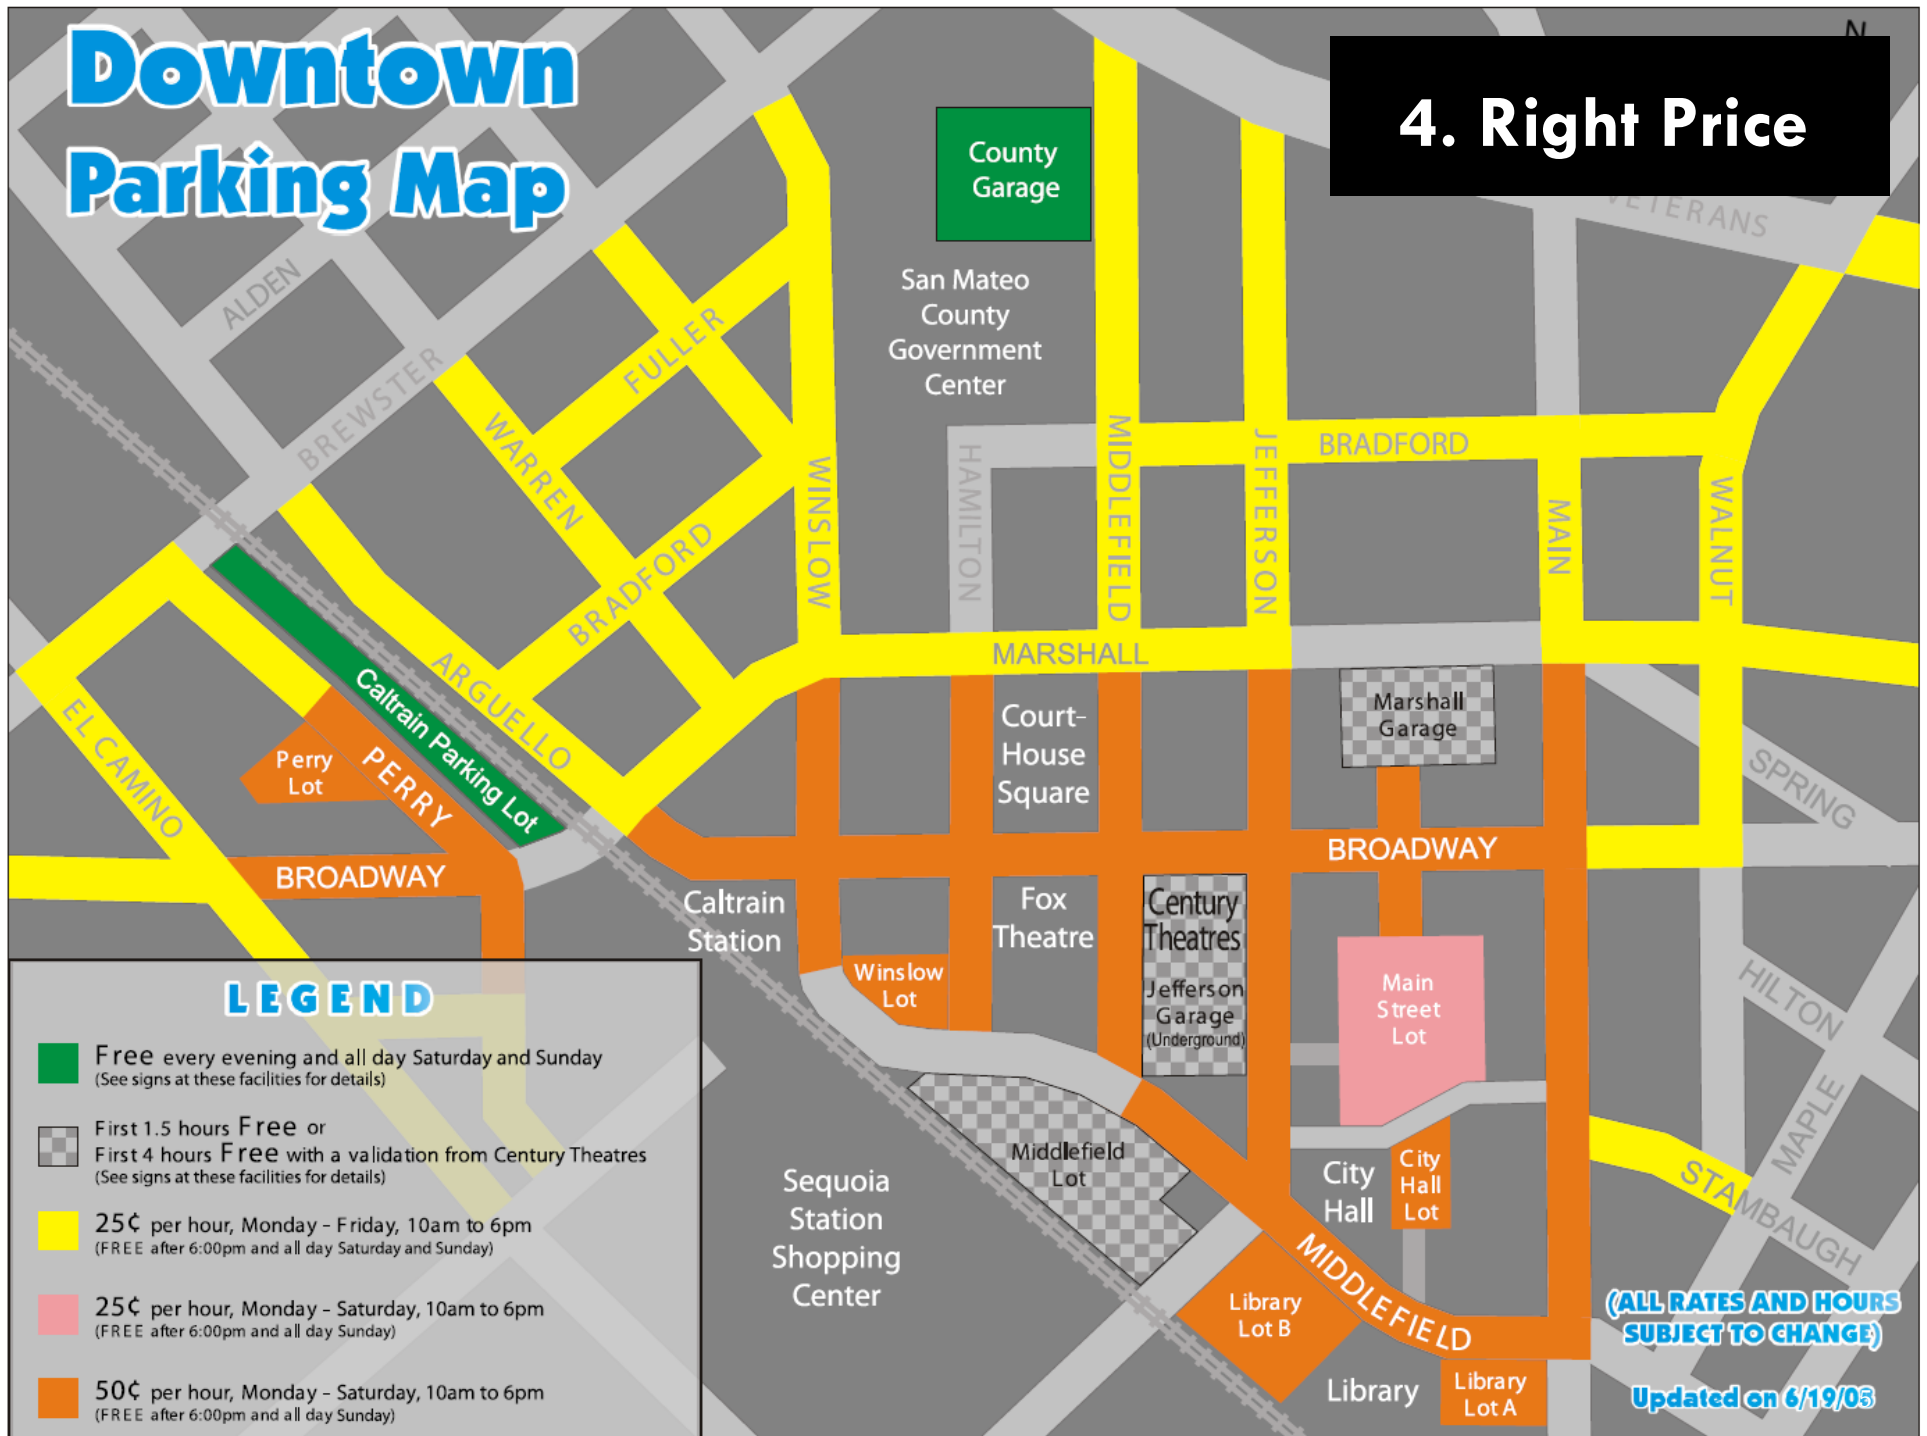 Downtown
Parking Map
N
4. Right Price
VETERANS
County
Garage
San Mateo
County
Government
Center
ALDEN
BREWSTER
FULLER
WARREN
BRADFORD
WINSLOW
HAMILTON
MIDDLEFIELD
JEFFERSON
BRADFORD
MAIN
WALNUT
MARSHALL
ARGUELLO
Caltrain Parking Lot
EL CAMINO
Perry
Lot
PERRY
BROADWAY
Court-
House
Square
Marshall
Garage
SPRING
BROADWAY
Caltrain
Station
Fox
Theatre
Century
Theatres
Jefferson
Garage
(Underground)
Winslow
Lot
Main
Street
Lot
HILTON
MAPLE
STAMBAUGH
Middlefield
Lot
Sequoia
Station
Shopping
Center
City
Hall
City
Hall
Lot
MIDDLEFIELD
Library
Lot B
Library
Library
Lot A
LEGEND
Free every evening and all day Saturday and Sunday
(See signs at these facilities for details)
First 1.5 hours Free or
First 4 hours Free with a validation from Century Theatres
(See signs at these facilities for details)
25¢ per hour, Monday - Friday, 10am to 6pm
(FREE after 6:00pm and all day Saturday and Sunday)
25¢ per hour, Monday - Saturday, 10am to 6pm
(FREE after 6:00pm and all day Sunday)
50¢ per hour, Monday - Saturday, 10am to 6pm
(FREE after 6:00pm and all day Sunday)
(ALL RATES AND HOURS
SUBJECT TO CHANGE)
Updated on